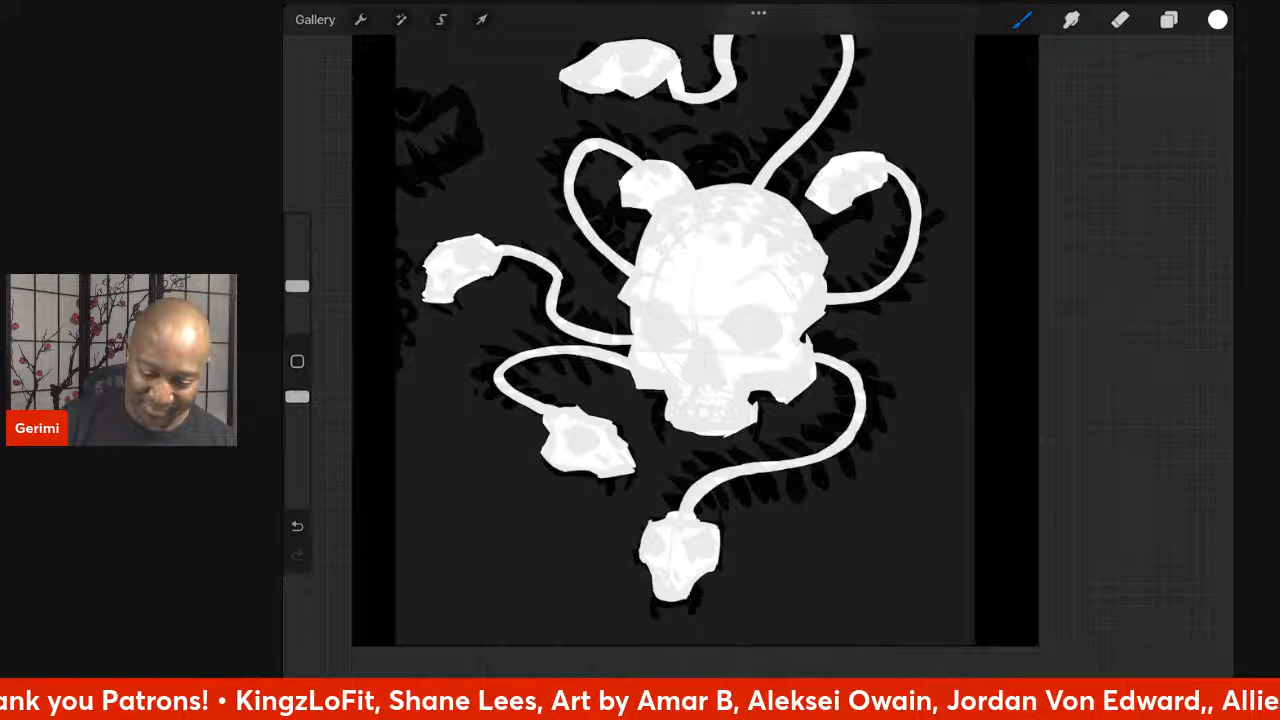 Gallery
Gerimi
ank you Patrons! • KingzLoFit, Shane Lees, Art by Amar B, Aleksei Owain, Jordan Von Edward,, Allie